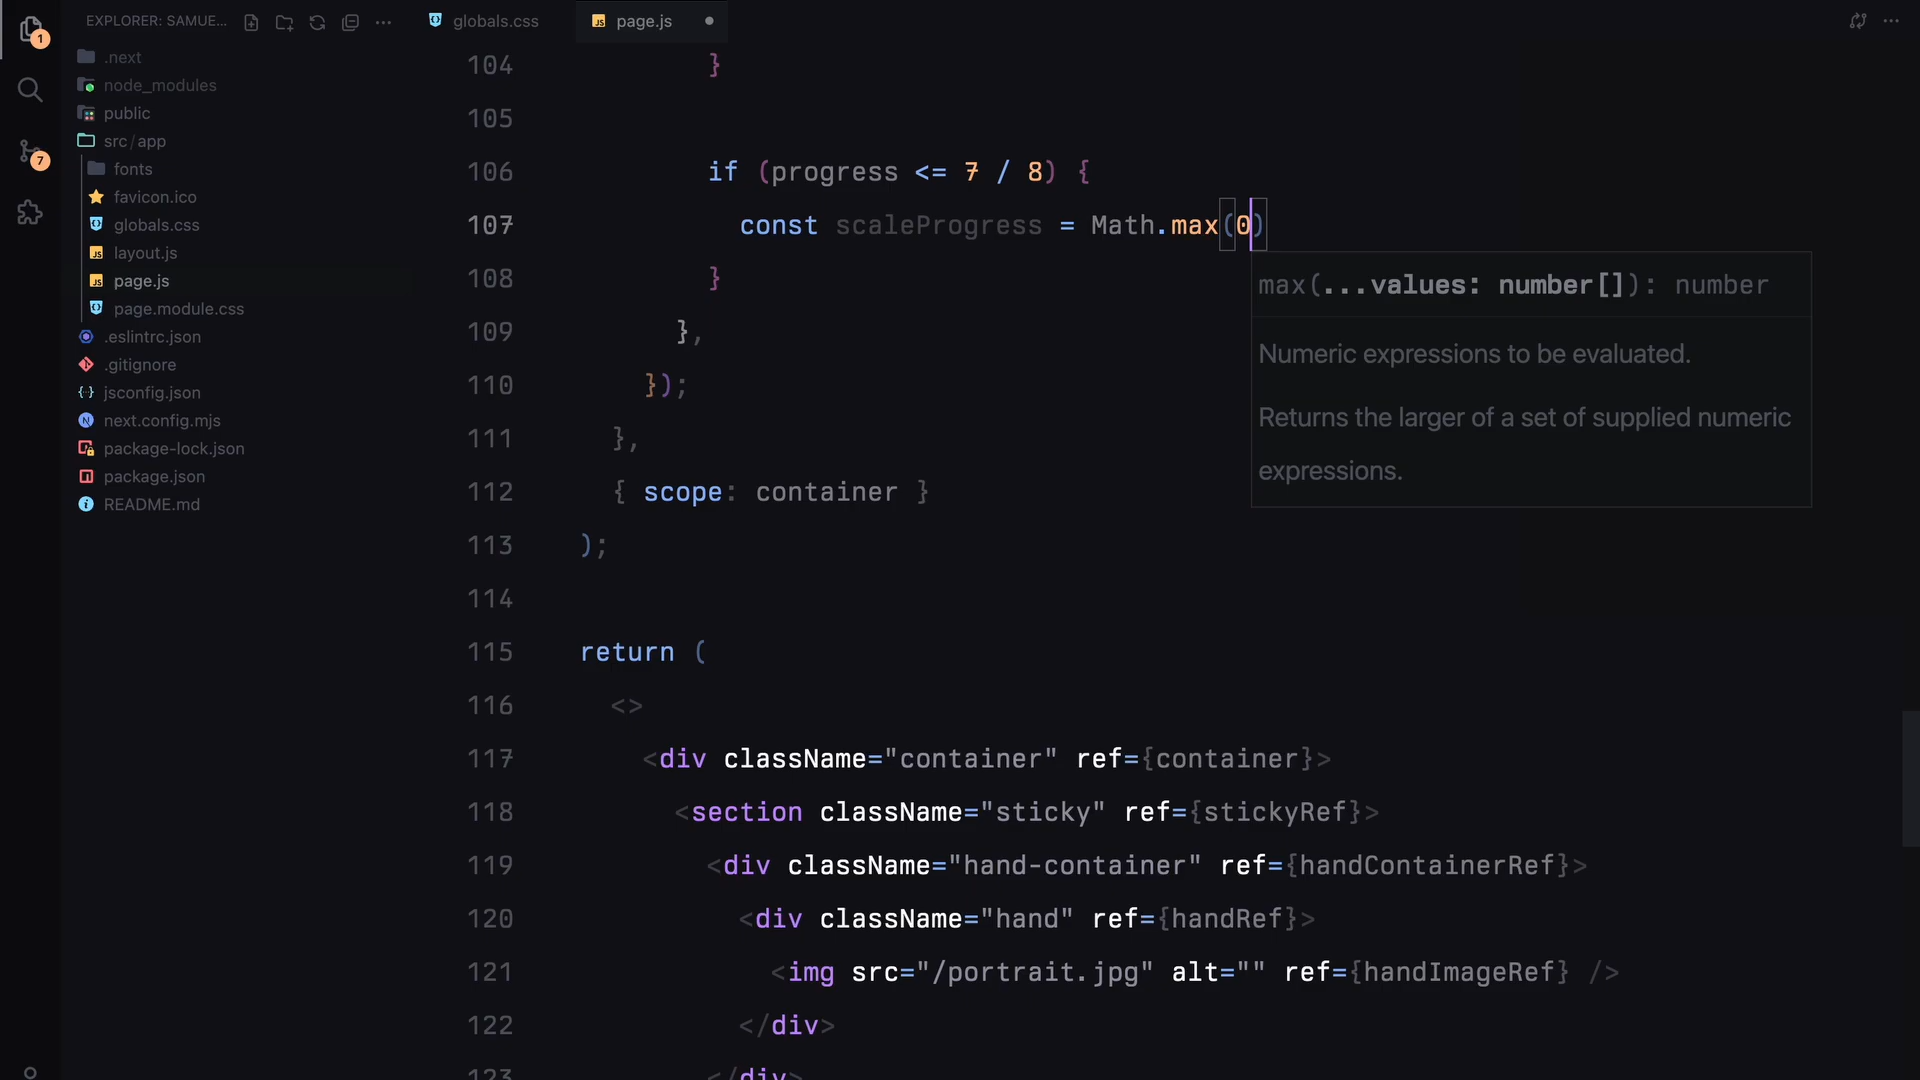 EXPLORER: SAMUE...
globals.css
page.js
1
7
.next
node_modules
public
src/app
fonts
favicon.ico
globals.css
layout.js
page.js
page.module.css
.eslintrc.json
.gitignore
jsconfig.json
next.config.mjs
package-lock.json
package.json
README.md
104 }
105
106 if (progress <= 7 / 8) {
107 const scaleProgress = Math.max(0)
108 }
109 },
110 });
111 },
112 { scope: container }
113 );
114
115 return (
116 <>
117 <div className="container" ref={container}>
118 <section className="sticky" ref={stickyRef}>
119 <div className="hand-container" ref={handContainerRef}>
120 <div className="hand" ref={handRef}>
121 <img src="/portrait.jpg" alt="" ref={handImageRef} />
122 </div>
123 </div>
max(...values: number[]): number
Numeric expressions to be evaluated.
Returns the larger of a set of supplied numeric
expressions.